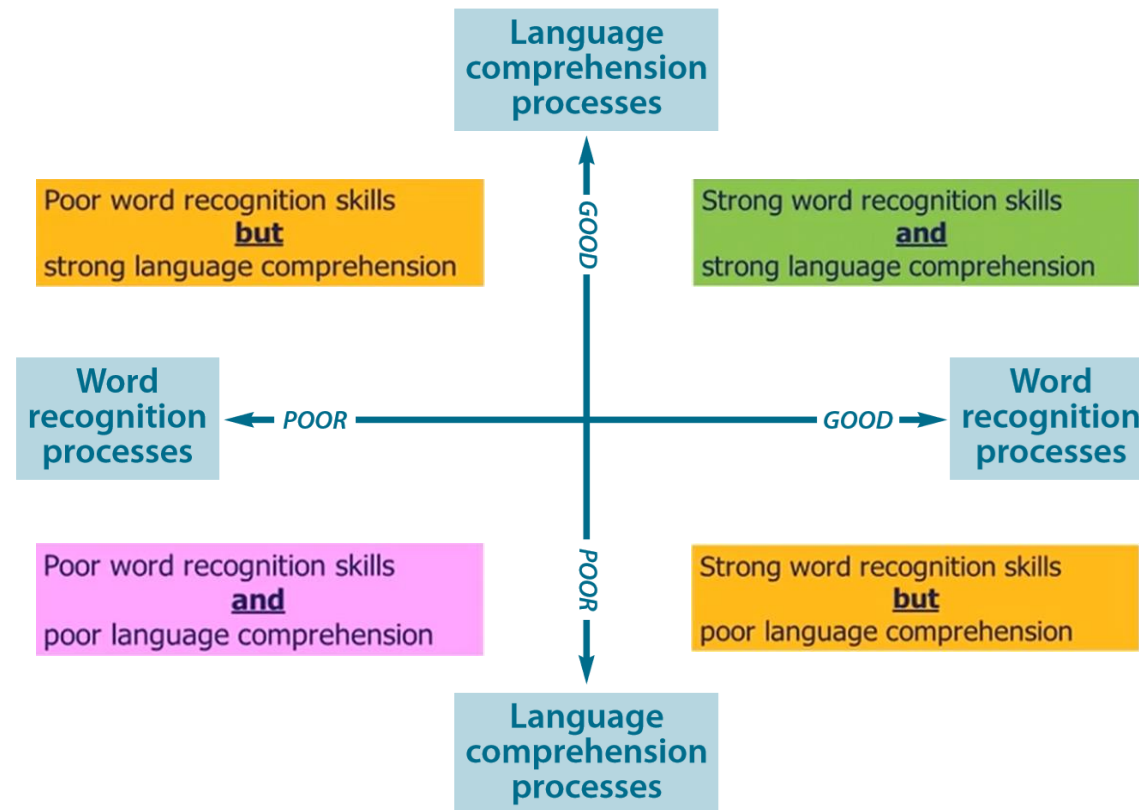 Language
comprehension
processes
GOOD
Poor word recognition skills
but
strong language comprehension
Strong word recognition skills
and
strong language comprehension
Word
recognition
processes
POOR
GOOD
Word
recognition
processes
Poor word recognition skills
and
poor language comprehension
POOR
Strong word recognition skills
but
poor language comprehension
Language
comprehension
processes